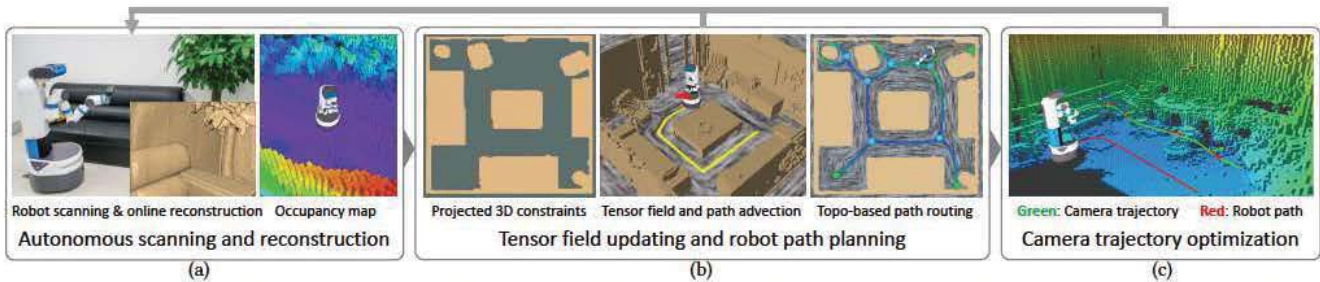 Robot scanning & online reconstruction
Occupancy map
Autonomous scanning and reconstruction
(a)
Projected 3D constraints
Tensor field and path advection
Topo-based path routing
Tensor field updating and robot path planning
(b)
Green: Camera trajectory
Red: Robot path
Camera trajectory optimization
(c)